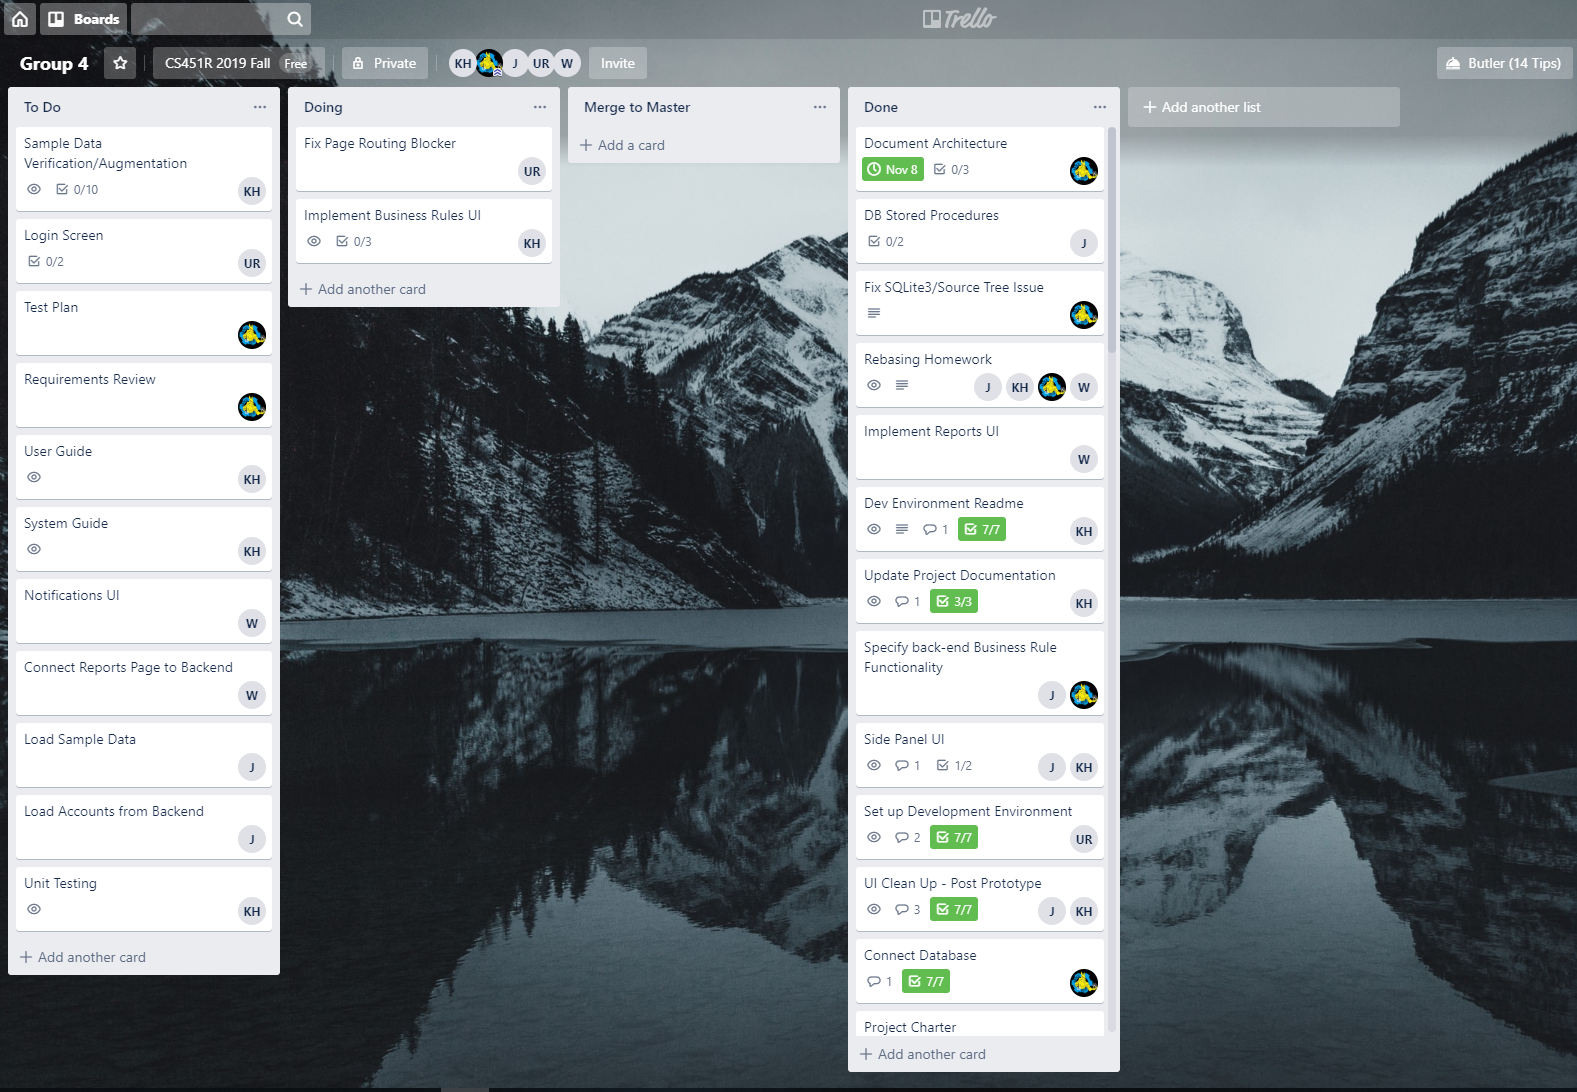 Boards
Trello
Group 4
CS451R 2019 Fall Free
Private
KH J UR W
Invite
Butler (14 Tips)
To Do
Sample Data
Verification/Augmentation
0/10 KH
Login Screen
0/2 UR
Test Plan
Requirements Review
User Guide
KH
System Guide
KH
Notifications UI
W
Connect Reports Page to Backend
W
Load Sample Data
J
Load Accounts from Backend
J
Unit Testing
KH
Add another card
Doing
Fix Page Routing Blocker
UR
Implement Business Rules UI
0/3 KH
Add another card
Merge to Master
Add a card
Done
Document Architecture
Nov 8 0/3
DB Stored Procedures
0/2 J
Fix SQLite3/Source Tree Issue
Rebasing Homework
J KH W
Implement Reports UI
W
Dev Environment Readme
1 7/7 KH
Update Project Documentation
1 3/3 KH
Specify back-end Business Rule
Functionality
J
Side Panel UI
1 1/2 J KH
Set up Development Environment
2 7/7 UR
UI Clean Up - Post Prototype
3 7/7 J KH
Connect Database
1 7/7
Project Charter
Add another card
Add another list